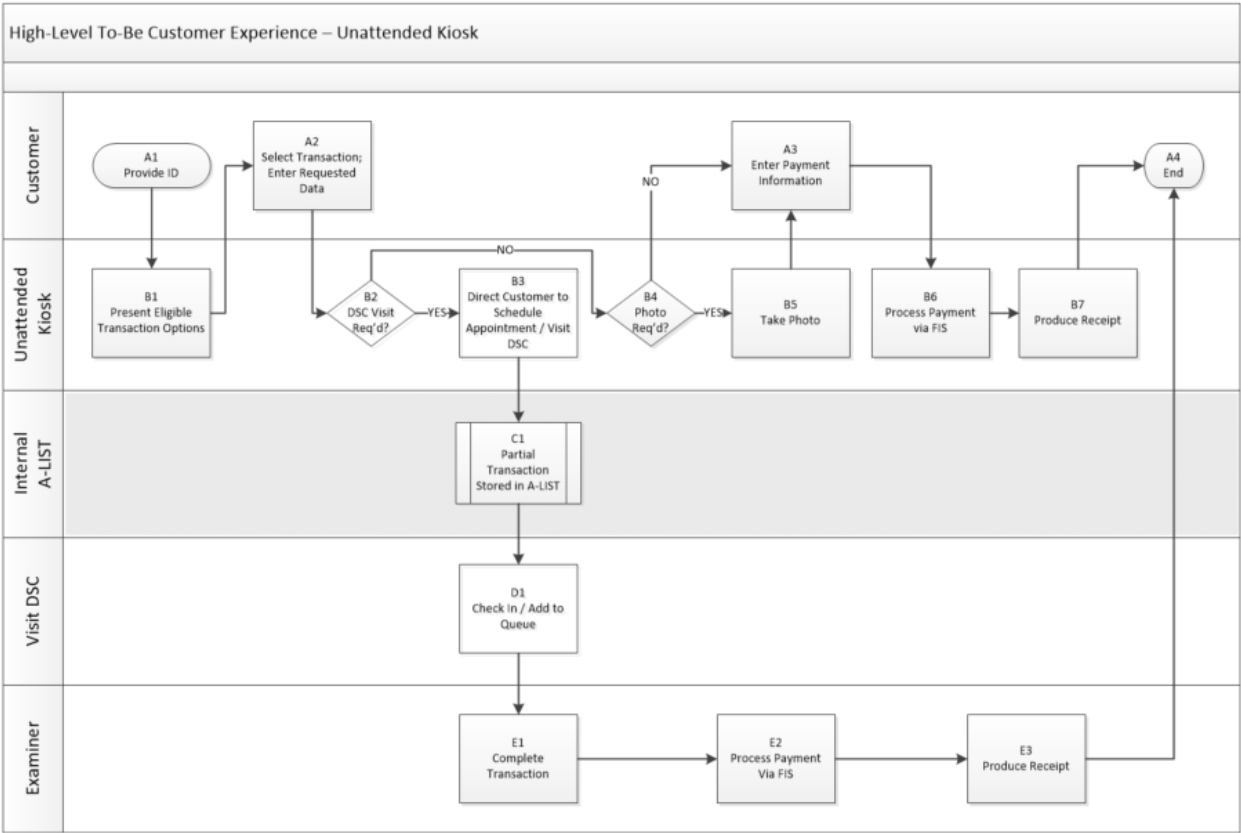 High-Level To-Be Customer Experience – Unattended Kiosk
Customer
A1
Provide ID
A2
Select Transaction;
Enter Requested
Data
A3
Enter Payment
Information
A4
End
NO
Unattended
Kiosk
B1
Present Eligible
Transaction Options
B2
DSC Visit
Req'd?
NO
YES
B3
Direct Customer to
Schedule
Appointment / Visit
DSC
B4
Photo
Req'd?
YES
B5
Take Photo
B6
Process Payment
via FIS
B7
Produce Receipt
Internal
A-LIST
C1
Partial
Transaction
Stored in A-LIST
Visit DSC
D1
Check In / Add to
Queue
Examiner
E1
Complete
Transaction
E2
Process Payment
Via FIS
E3
Produce Receipt